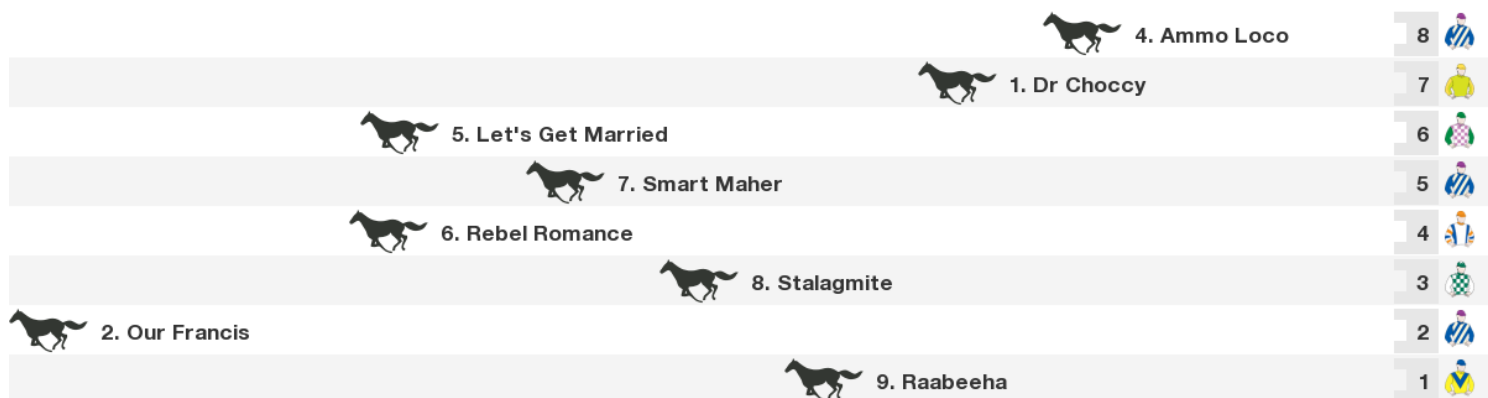 4. Ammo Loco 8
1. Dr Choccy 7
5. Let's Get Married 6
7. Smart Maher 5
6. Rebel Romance 4
8. Stalagmite 3
2. Our Francis 2
9. Raabeeha 1